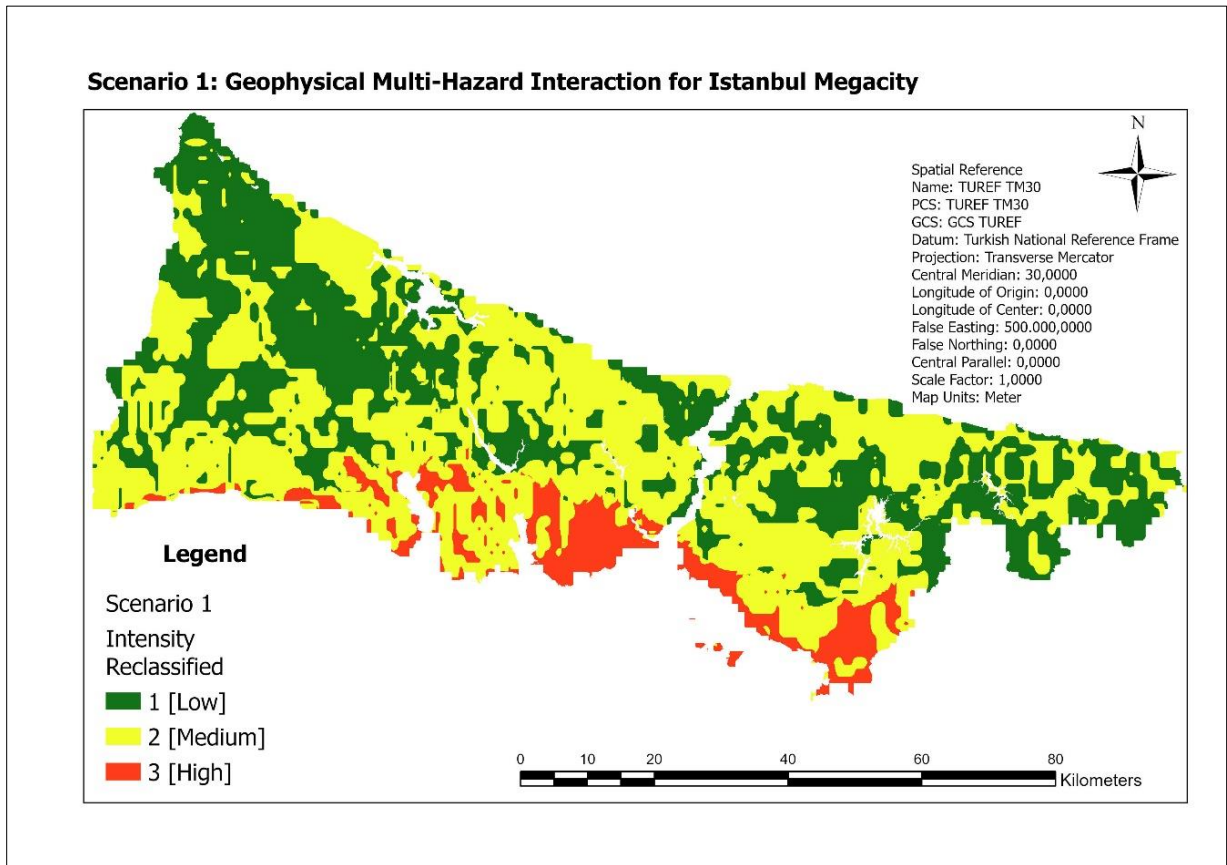 Scenario 1: Geophysical Multi-Hazard Interaction for Istanbul Megacity
N
Spatial Reference
Name: TUREF TM30
PCS: TUREF TM30
GCS: GCS TUREF
Datum: Turkish National Reference Frame
Projection: Transverse Mercator
Central Meridian: 30,0000
Longitude of Origin: 0,0000
Longitude of Center: 0,0000
False Easting: 500.000,0000
False Northing: 0,0000
Central Parallel: 0,0000
Scale Factor: 1,0000
Map Units: Meter
Legend
Scenario 1
Intensity
Reclassified
1 [Low]
2 [Medium]
3 [High]
0 10 20 40 60 80
Kilometers